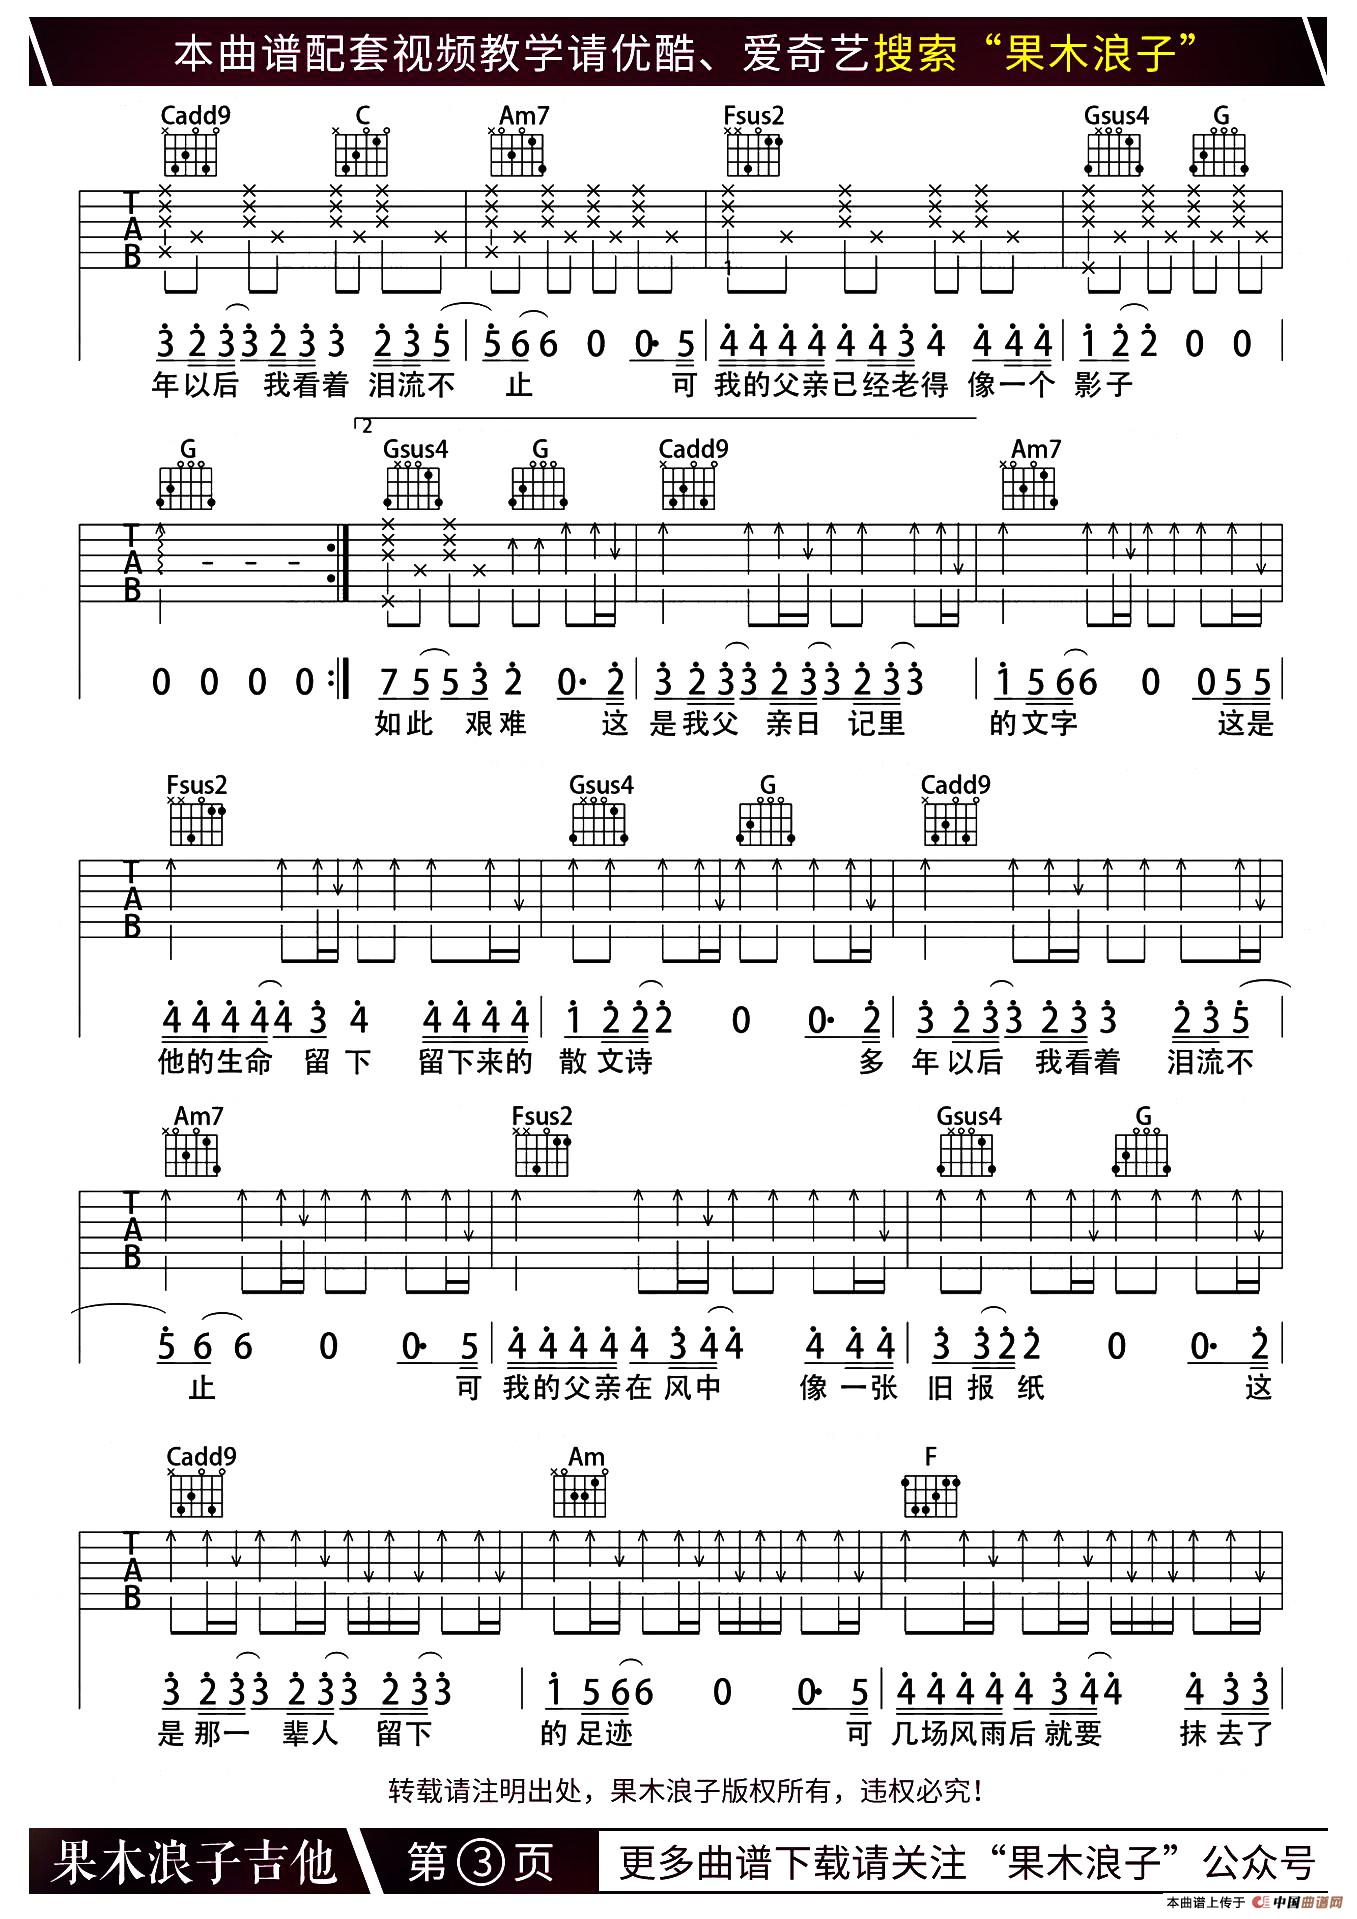 本曲谱配套视频教学请优酷、爱奇艺搜索“果木浪子”
Cadd9 C Am7 Fsus2 Gsus4 G
T
A
B
1
3 2 3 3 2 3 3 2 3 5 | 5 6 6 0 0· 5 | 4 4 4 4 4 4 3 4 4 4 4 | 1 2 2 0 0 |
年以后 我看着 泪流不 止 可 我的父亲已经老得 像一个 影子
2
G Gsus4 G Cadd9 Am7
T
A
B
– – –
0 0 0 0 :| 7 5 5 3 2 0· 2 | 3 2 3 3 2 3 3 2 3 3 | 1 5 6 6 0 0 5 5 |
如此 艰难 这 是我父 亲日 记里 的文字 这是
Fsus2 Gsus4 G Cadd9
T
A
B
4 4 4 4 4 3 4 4 4 4 4 | 1 2 2 2 0 0· 2 | 3 2 3 3 2 3 3 2 3 5
他的生命 留下 留下来的 散文诗 多 年以后 我看着 泪流不
Am7 Fsus2 Gsus4 G
T
A
B
5 6 6 0 0· 5 | 4 4 4 4 4 3 4 4 4 4 4 | 3 3 2 2 0 0· 2 |
止 可 我的父亲在风中 像一张 旧报纸 这
Cadd9 Am F
T
A
B
3 2 3 3 2 3 3 2 3 3 | 1 5 6 6 0 0· 5 | 4 4 4 4 4 3 4 4 4 3 3 |
是那一 辈人 留下 的足迹 可 几场风雨后就要 抹去了
转载请注明出处，果木浪子版权所有，违权必究！
果木浪子吉他 第③页 更多曲谱下载请关注“果木浪子”公众号
本曲谱上传于 中国曲谱网